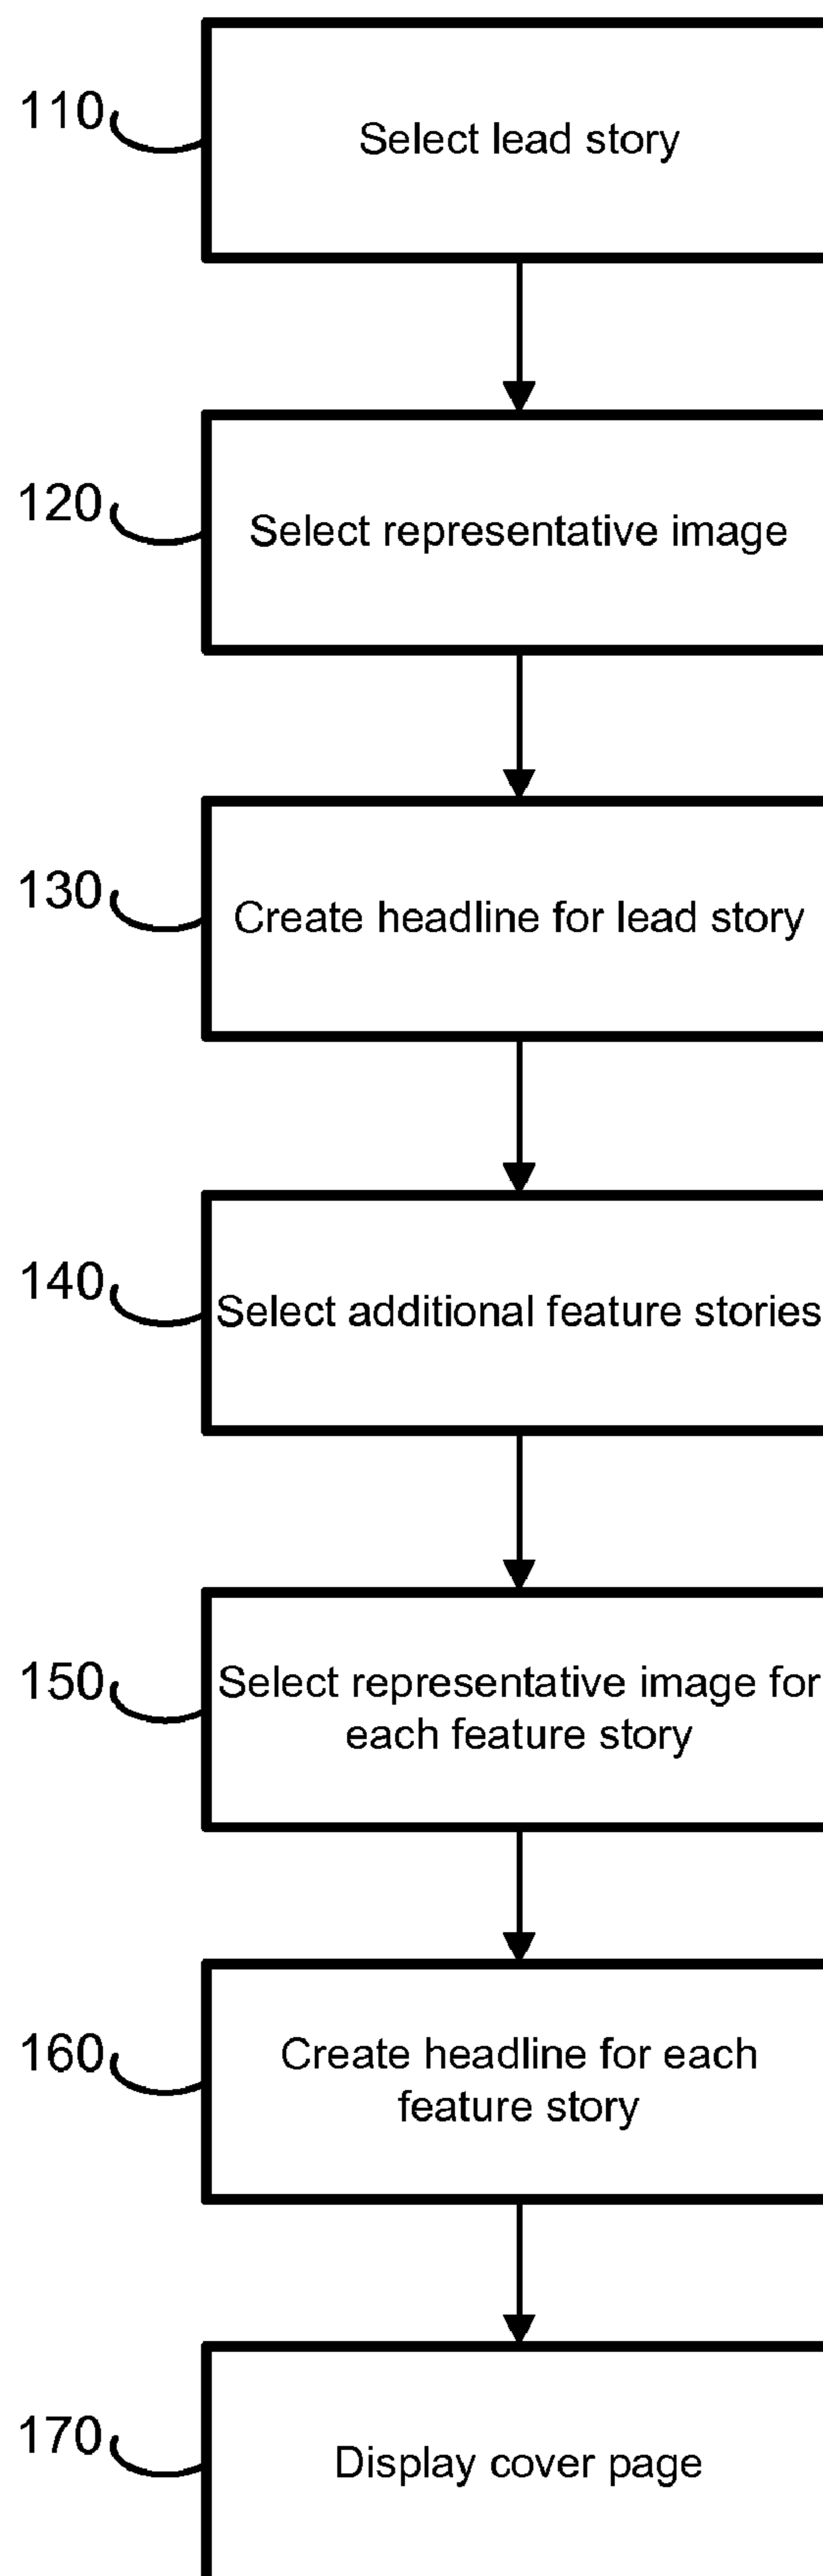 110
Select lead story
120
Select representative image
130
Create headline for lead story
140
Select additional feature stories
150
Select representative image for
each feature story
160
Create headline for each
feature story
170
Display cover page